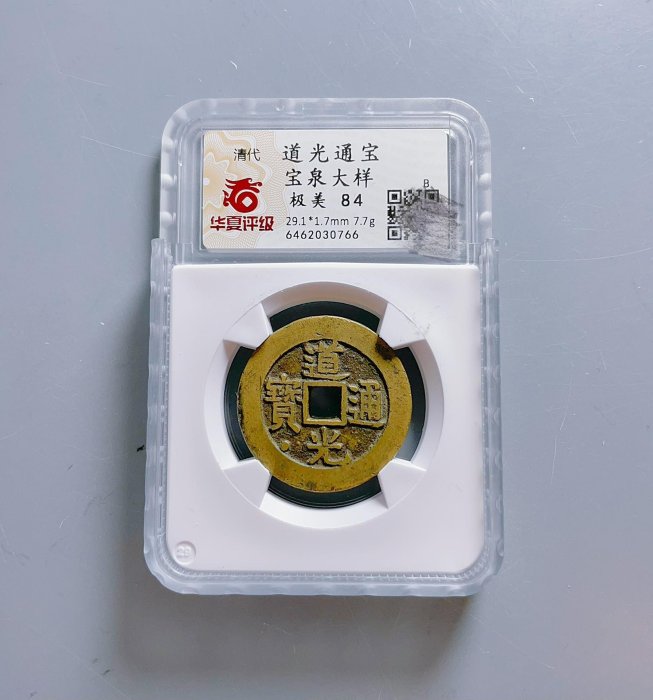 清代
道光通宝
宝泉大样
极美 84
29.1*1.7mm 7.7g
6462030766
B
华夏评级
道光通寶
28